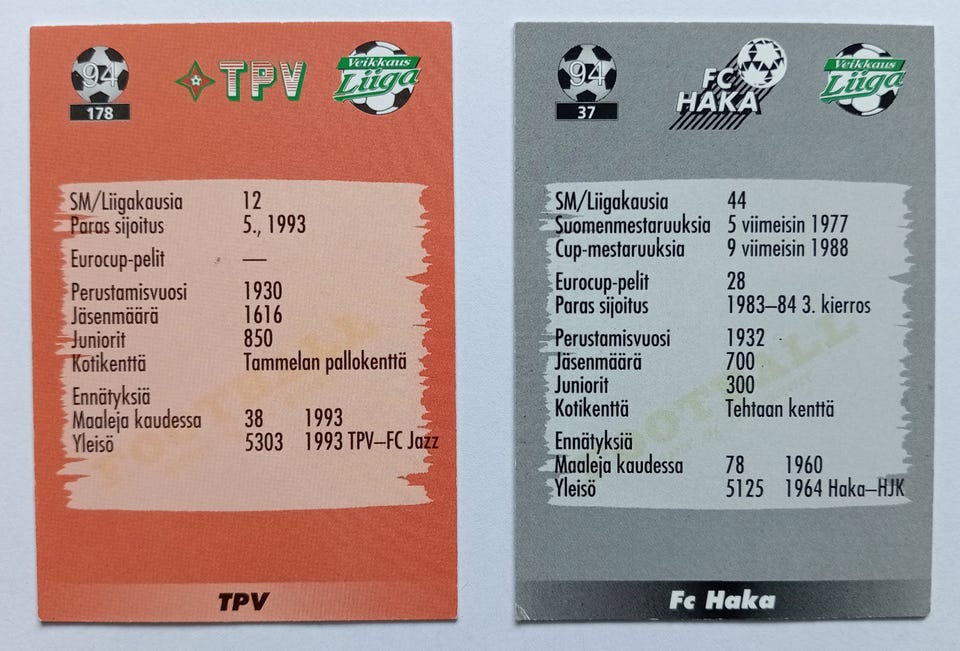 94
178
TPV
Veikkaus
Liiga
SM/Liigakausia 12
Paras sijoitus 5., 1993
Eurocup-pelit —
Perustamisvuosi 1930
Jäsenmäärä 1616
Juniorit 850
Kotikenttä Tammelan pallokenttä
Ennätyksiä
Maaleja kaudessa 38 1993
Yleisö 5303 1993 TPV–FC Jazz
FOOTBALL
TPV
94
37
FC
HAKA
Veikkaus
Liiga
SM/Liigakausia 44
Suomenmestaruuksia 5 viimeisin 1977
Cup-mestaruuksia 9 viimeisin 1988
Eurocup-pelit 28
Paras sijoitus 1983–84 3. kierros
Perustamisvuosi 1932
Jäsenmäärä 700
Juniorit 300
Kotikenttä Tehtaan kenttä
Ennätyksiä
Maaleja kaudessa 78 1960
Yleisö 5125 1964 Haka–HJK
FOOTBALL
Fc Haka